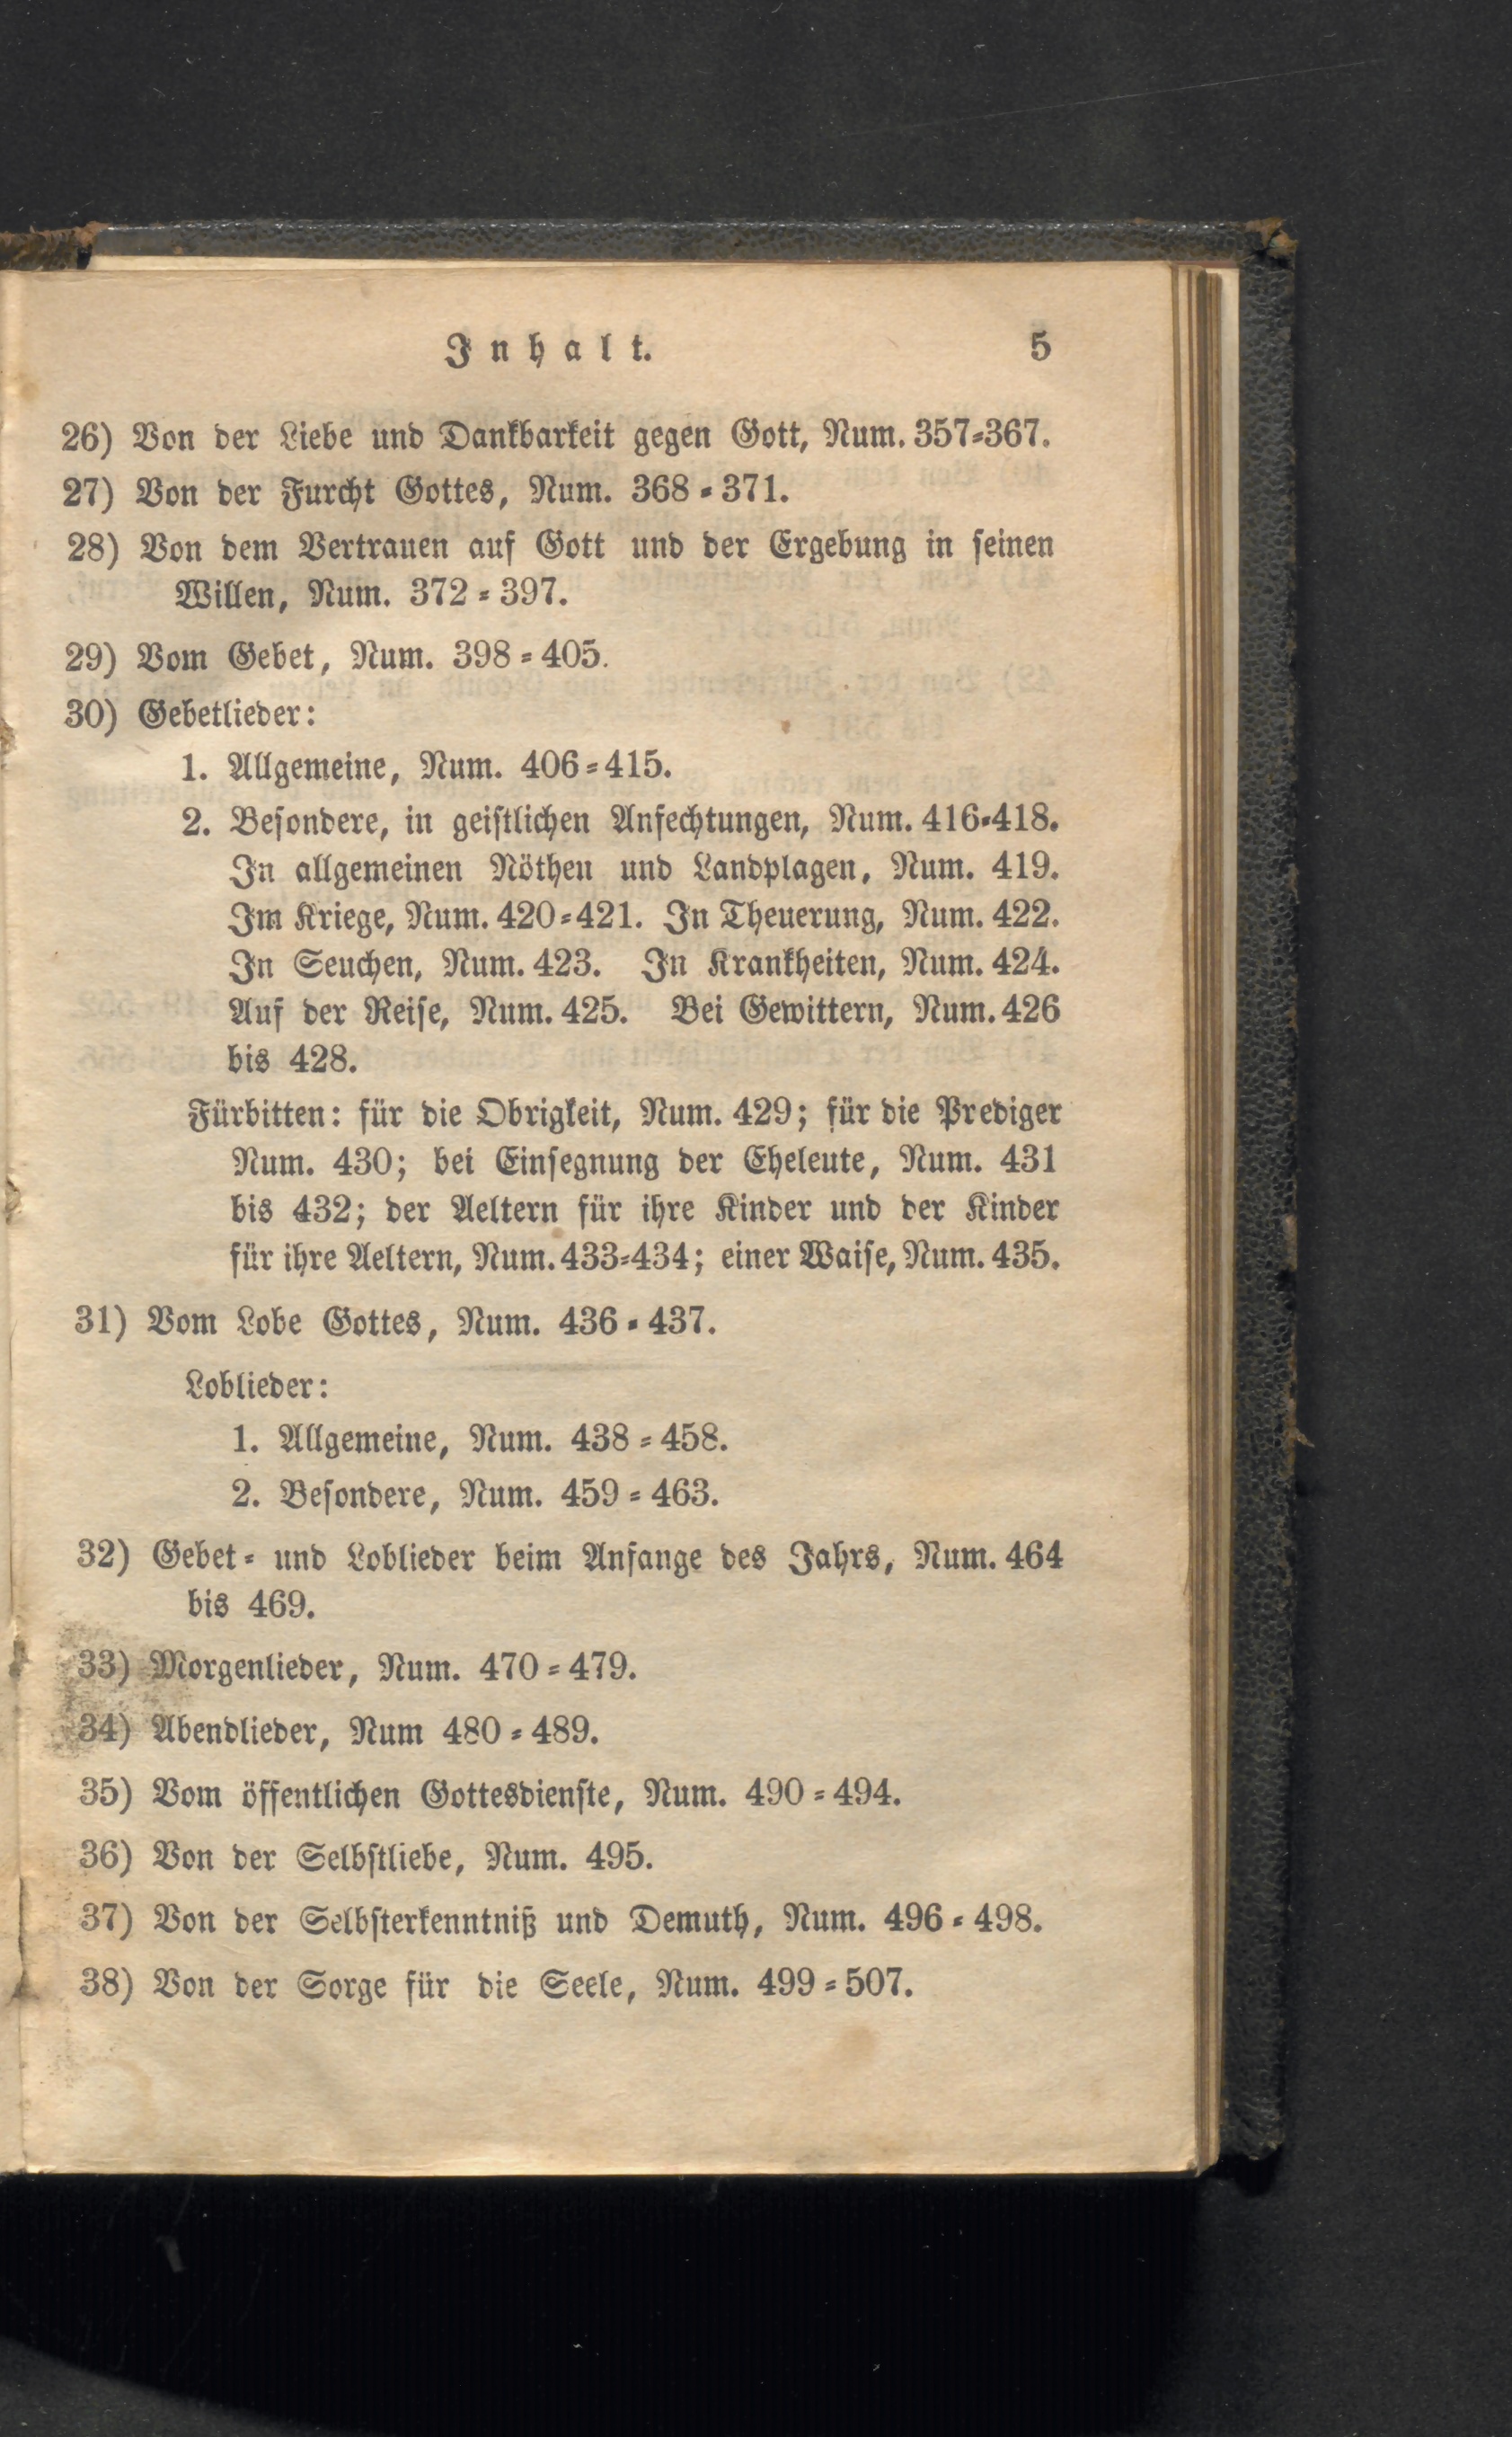 Inhalt. 5
26) Von der Liebe und Dankbarkeit gegen Gott, Num. 357-367.
27) Von der Furcht Gottes, Num. 368-371.
28) Von dem Vertrauen auf Gott und der Ergebung in seinen
Willen, Num. 372-397.
29) Vom Gebet, Num. 398-405.
30) Gebetlieder:
1. Allgemeine, Num. 406-415.
2. Besondere, in geistlichen Anfechtungen, Num. 416-418.
In allgemeinen Nöthen und Landplagen, Num. 419.
Im Kriege, Num. 420-421. In Theuerung, Num. 422.
In Seuchen, Num. 423. In Krankheiten, Num. 424.
Auf der Reise, Num. 425. Bei Gewittern, Num. 426
bis 428.
Fürbitten: für die Obrigkeit, Num. 429; für die Prediger
Num. 430; bei Einsegnung der Eheleute, Num. 431
bis 432; der Aeltern für ihre Kinder und der Kinder
für ihre Aeltern, Num. 433-434; einer Waise, Num. 435.
31) Vom Lobe Gottes, Num. 436-437.
Loblieder:
1. Allgemeine, Num. 438-458.
2. Besondere, Num. 459-463.
32) Gebet- und Loblieder beim Anfange des Jahrs, Num. 464
bis 469.
33) Morgenlieder, Num. 470-479.
34) Abendlieder, Num 480-489.
35) Vom öffentlichen Gottesdienste, Num. 490-494.
36) Von der Selbstliebe, Num. 495.
37) Von der Selbsterkenntniß und Demuth, Num. 496-498.
38) Von der Sorge für die Seele, Num. 499-507.